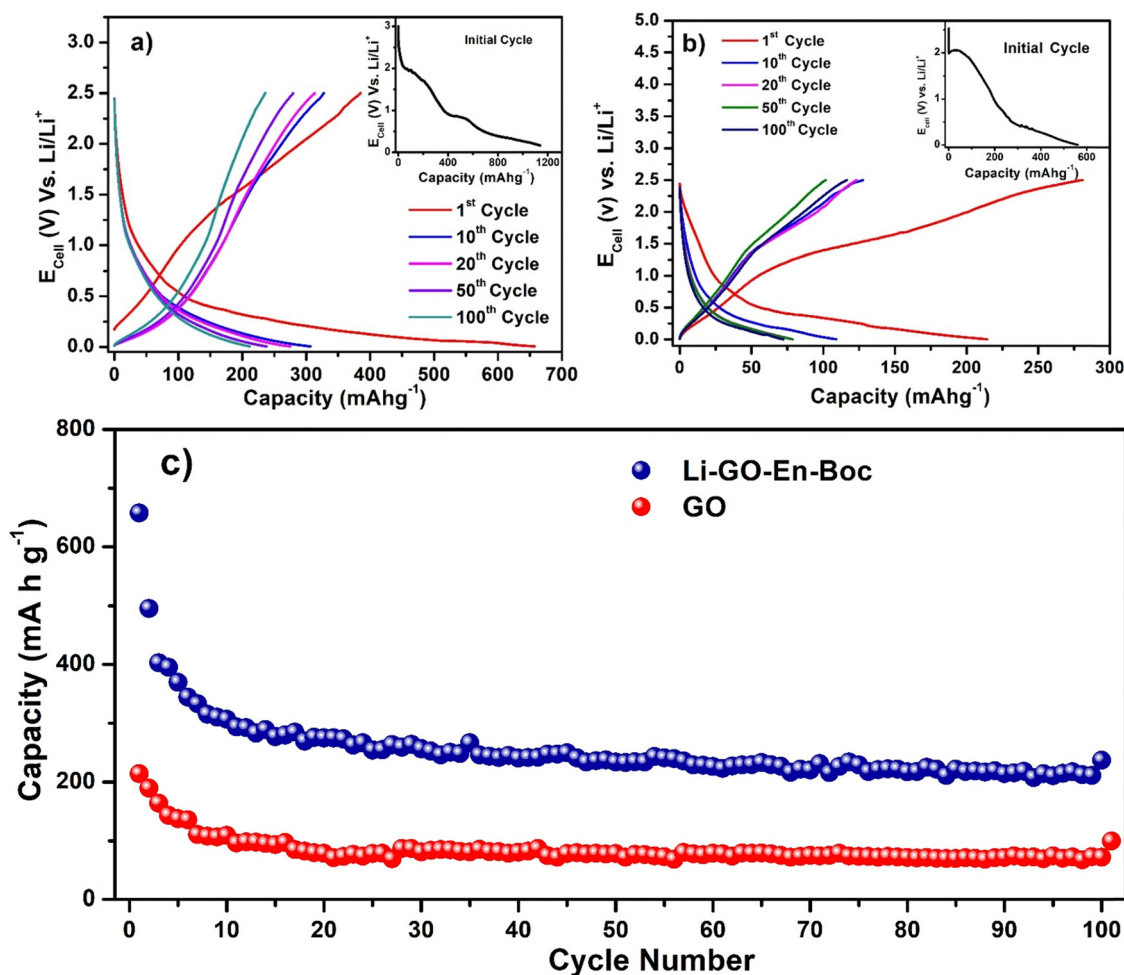 a)
E_Cell (V) Vs. Li/Li⁺
3.0
2.5
2.0
1.5
1.0
0.5
0.0
0 100 200 300 400 500 600 700
Capacity (mAhg⁻¹)
1ˢᵗ Cycle
10ᵗʰ Cycle
20ᵗʰ Cycle
50ᵗʰ Cycle
100ᵗʰ Cycle
Initial Cycle
E_Cell (V) Vs. Li/Li⁺
3
2
1
0
0 400 800 1200
Capacity (mAhg⁻¹)
b)
E_Cell (v) vs. Li/Li⁺
5.0
4.5
4.0
3.5
3.0
2.5
2.0
1.5
1.0
0.5
0.0
0 50 100 150 200 250 300
Capacity (mAhg⁻¹)
1ˢᵗ Cycle
10ᵗʰ Cycle
20ᵗʰ Cycle
50ᵗʰ Cycle
100ᵗʰ Cycle
Initial Cycle
E_cell (V) vs. Li/Li⁻
2
1
0
0 200 400 600
Capacity (mAhg⁻¹)
c)
Li-GO-En-Boc
GO
Capacity (mA h g⁻¹)
800
600
400
200
0
0 10 20 30 40 50 60 70 80 90 100
Cycle Number